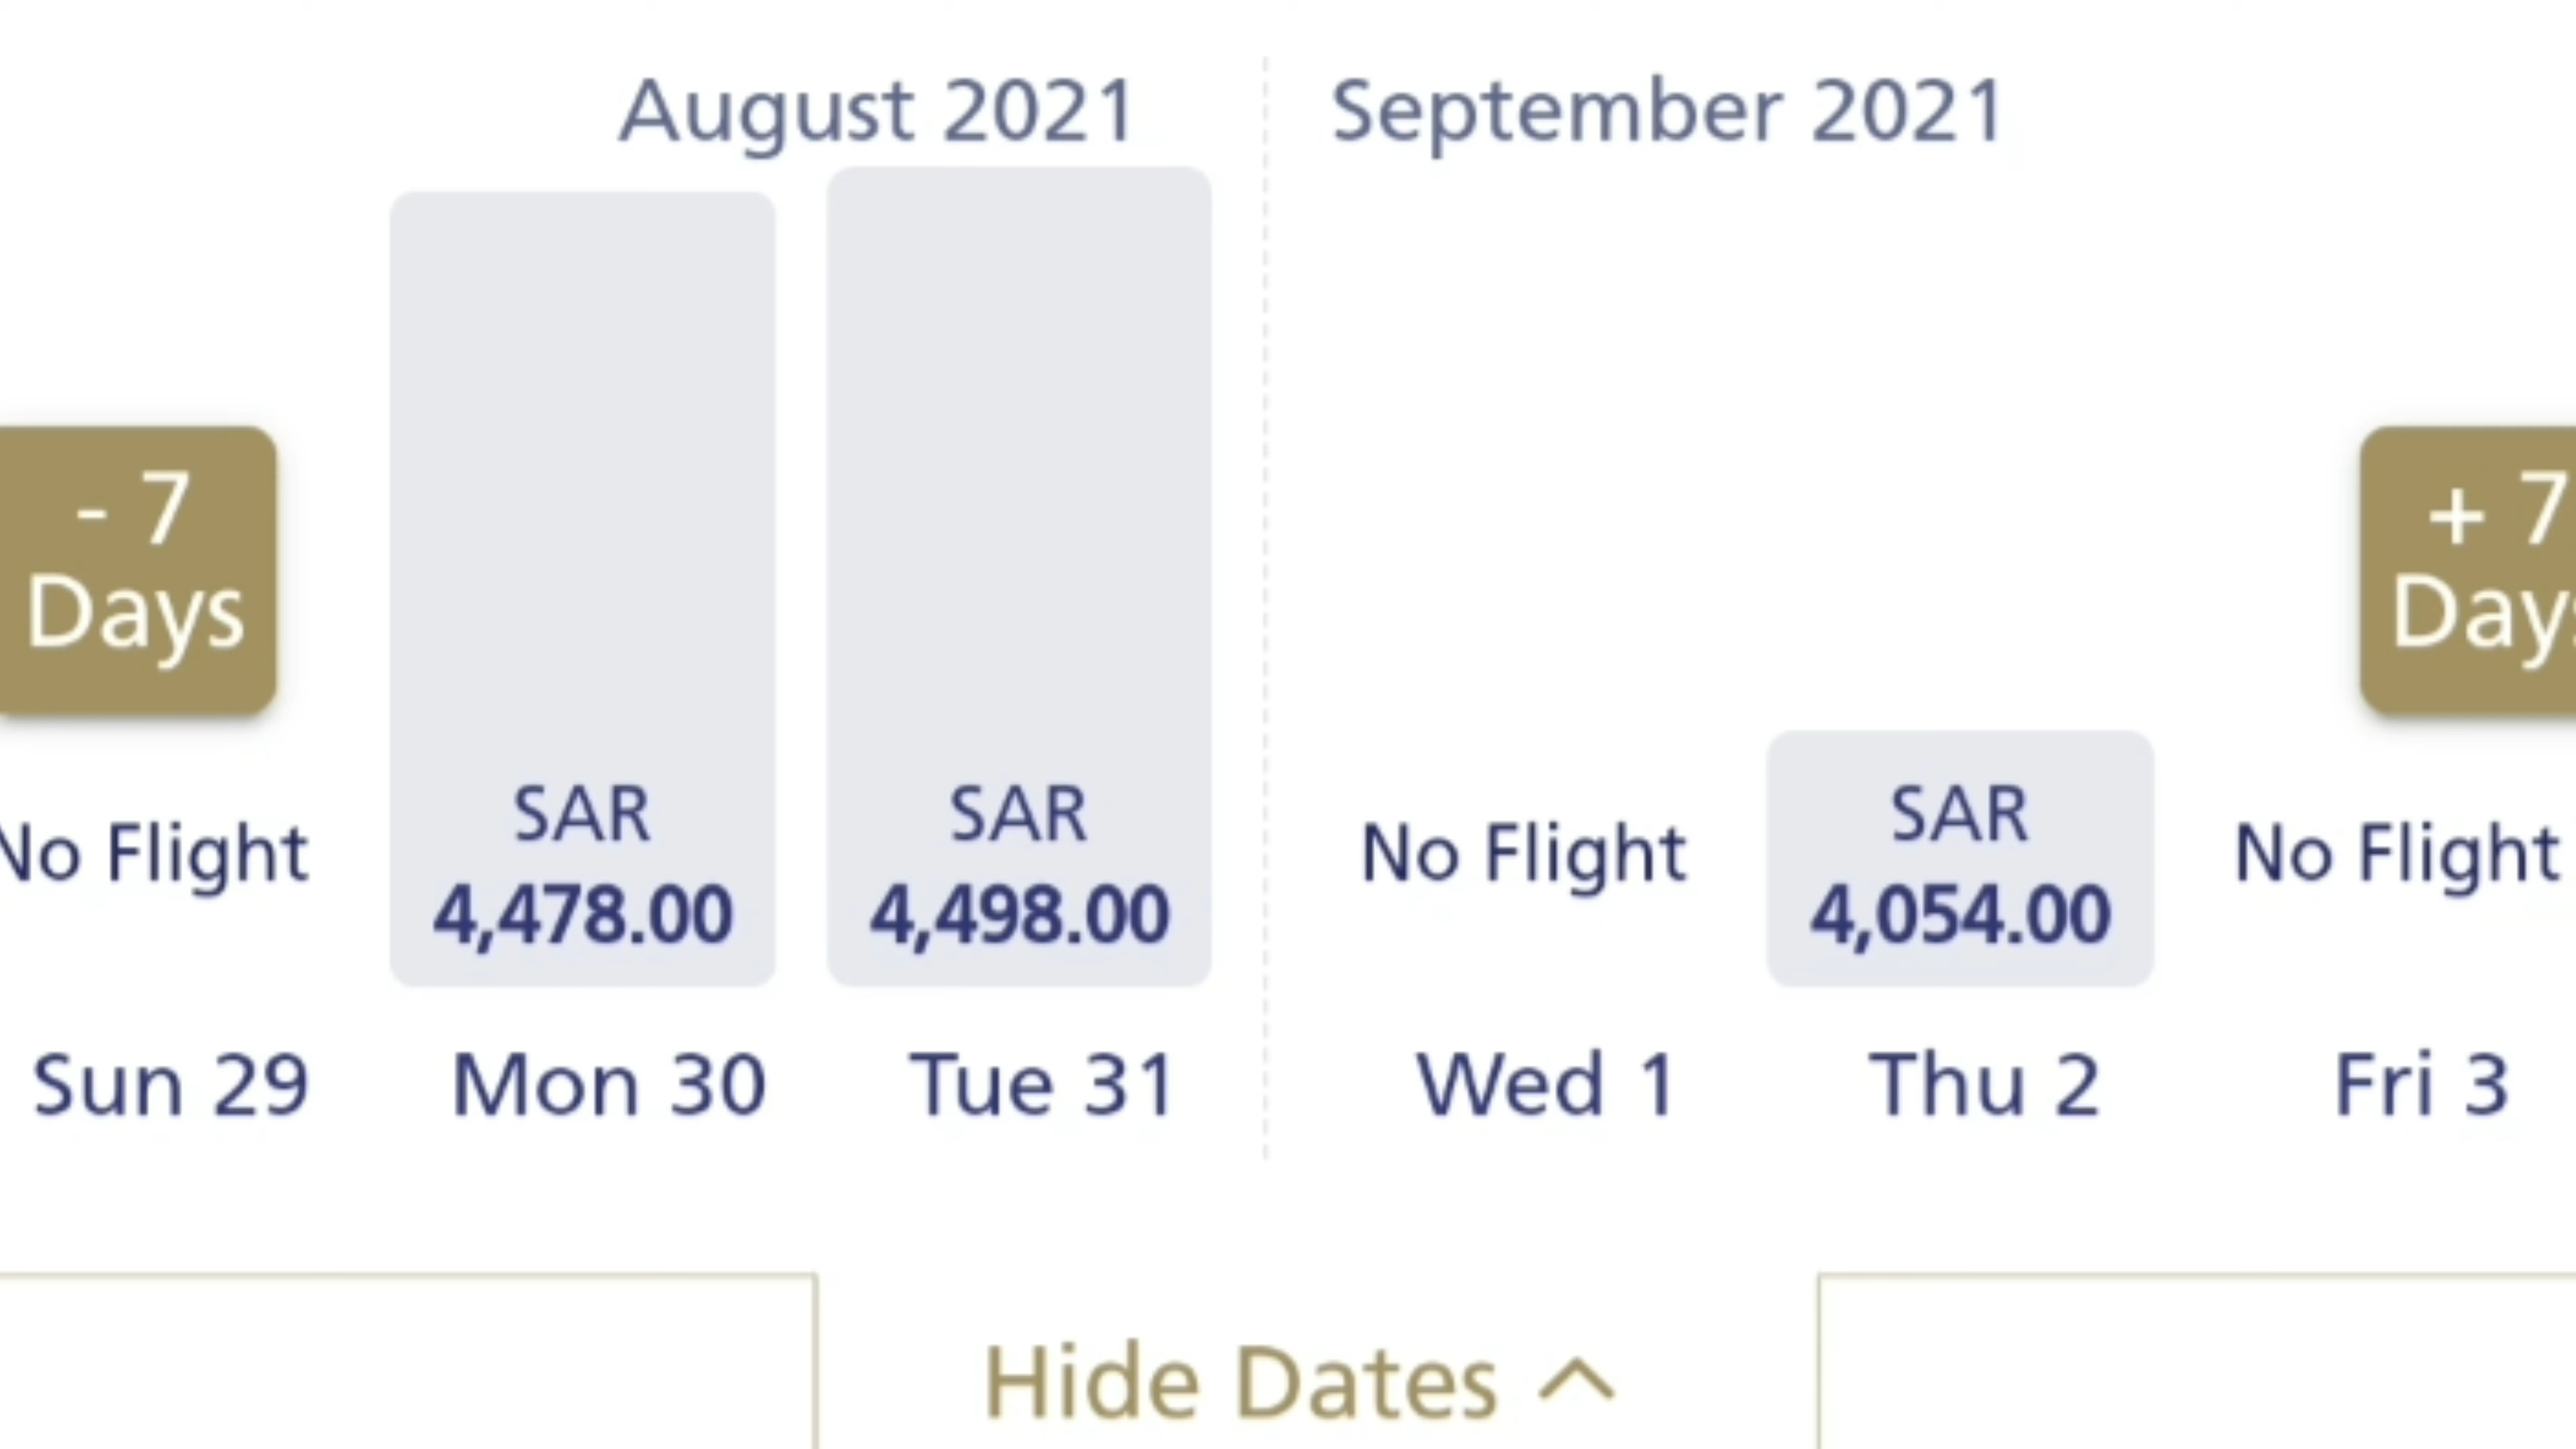 August 2021
September 2021
- 7
Days
+ 7
Days
No Flight
SAR
4,478.00
SAR
4,498.00
No Flight
SAR
4,054.00
No Flight
Sun 29
Mon 30
Tue 31
Wed 1
Thu 2
Fri 3
Hide Dates